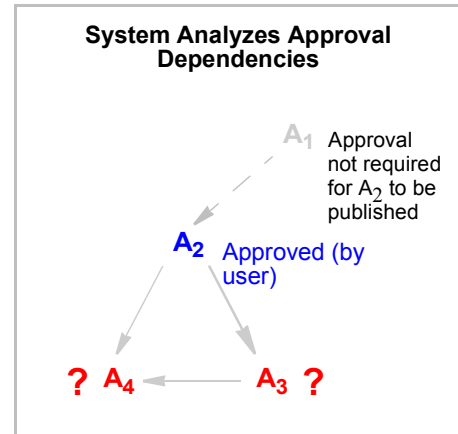 System Analyzes Approval
Dependencies
A1 Approval
not required
for A2 to be
published
A2 Approved (by
user)
? A4 A3 ?